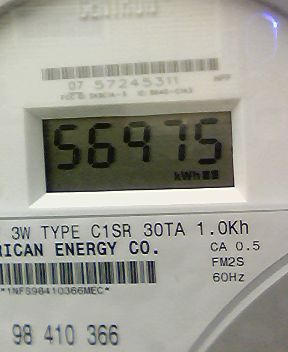 07 57245311
56975
kWh
3W TYPE C1SR 30TA 1.0Kh
RICAN ENERGY CO.
CA 0.5
FM2S
60Hz
*1NFS98410366MEC*
98 410 366